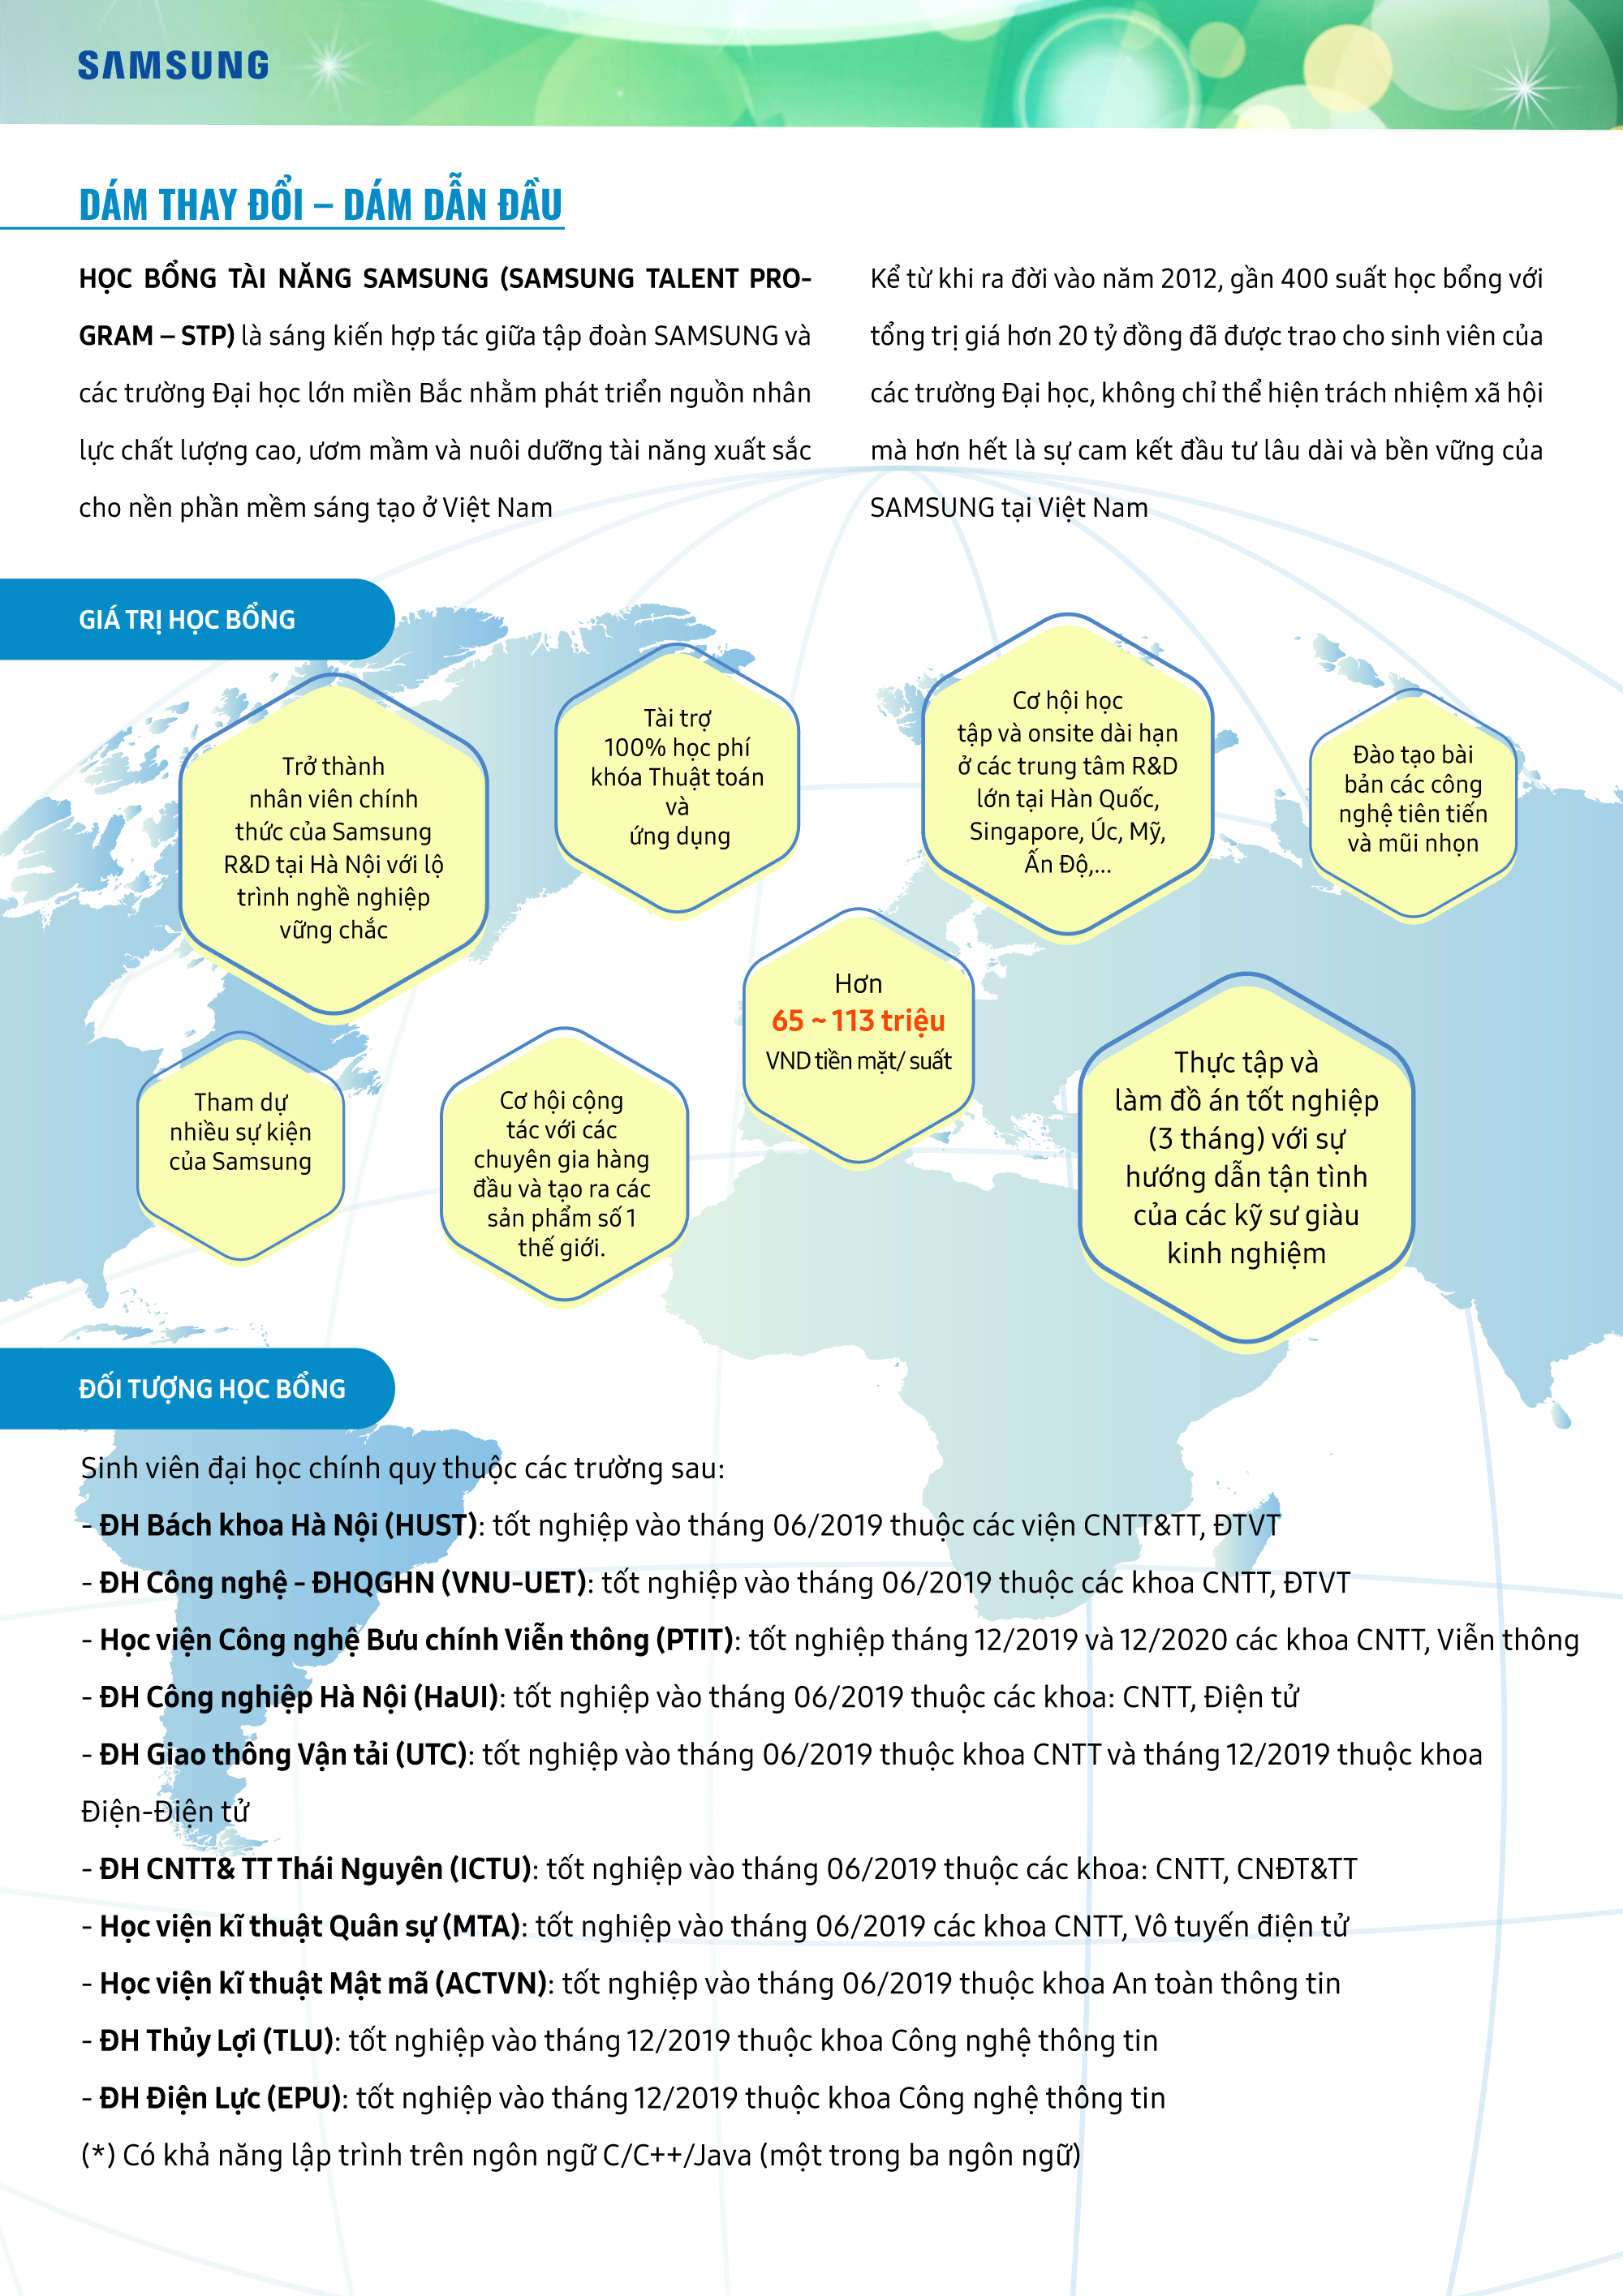 SAMSUNG
DÁM THAY ĐỔI – DÁM DẪN ĐẦU
HỌC BỔNG TÀI NĂNG SAMSUNG (SAMSUNG TALENT PRO-
GRAM – STP) là sáng kiến hợp tác giữa tập đoàn SAMSUNG và
các trường Đại học lớn miền Bắc nhằm phát triển nguồn nhân
lực chất lượng cao, ươm mầm và nuôi dưỡng tài năng xuất sắc
cho nền phần mềm sáng tạo ở Việt Nam
Kể từ khi ra đời vào năm 2012, gần 400 suất học bổng với
tổng trị giá hơn 20 tỷ đồng đã được trao cho sinh viên của
các trường Đại học, không chỉ thể hiện trách nhiệm xã hội
mà hơn hết là sự cam kết đầu tư lâu dài và bền vững của
SAMSUNG tại Việt Nam
GIÁ TRỊ HỌC BỔNG
Trở thành
nhân viên chính
thức của Samsung
R&D tại Hà Nội với lộ
trình nghề nghiệp
vững chắc
Tài trợ
100% học phí
khóa Thuật toán
và
ứng dụng
Cơ hội học
tập và onsite dài hạn
ở các trung tâm R&D
lớn tại Hàn Quốc,
Singapore, Úc, Mỹ,
Ấn Độ,...
Đào tạo bài
bản các công
nghệ tiên tiến
và mũi nhọn
Tham dự
nhiều sự kiện
của Samsung
Cơ hội cộng
tác với các
chuyên gia hàng
đầu và tạo ra các
sản phẩm số 1
thế giới.
Hơn
65 ~ 113 triệu
VND tiền mặt/ suất
Thực tập và
làm đồ án tốt nghiệp
(3 tháng) với sự
hướng dẫn tận tình
của các kỹ sư giàu
kinh nghiệm
ĐỐI TƯỢNG HỌC BỔNG
Sinh viên đại học chính quy thuộc các trường sau:
- ĐH Bách khoa Hà Nội (HUST): tốt nghiệp vào tháng 06/2019 thuộc các viện CNTT&TT, ĐTVT
- ĐH Công nghệ - ĐHQGHN (VNU-UET): tốt nghiệp vào tháng 06/2019 thuộc các khoa CNTT, ĐTVT
- Học viện Công nghệ Bưu chính Viễn thông (PTIT): tốt nghiệp tháng 12/2019 và 12/2020 các khoa CNTT, Viễn thông
- ĐH Công nghiệp Hà Nội (HaUI): tốt nghiệp vào tháng 06/2019 thuộc các khoa: CNTT, Điện tử
- ĐH Giao thông Vận tải (UTC): tốt nghiệp vào tháng 06/2019 thuộc khoa CNTT và tháng 12/2019 thuộc khoa
Điện-Điện tử
- ĐH CNTT& TT Thái Nguyên (ICTU): tốt nghiệp vào tháng 06/2019 thuộc các khoa: CNTT, CNĐT&TT
- Học viện kĩ thuật Quân sự (MTA): tốt nghiệp vào tháng 06/2019 các khoa CNTT, Vô tuyến điện tử
- Học viện kĩ thuật Mật mã (ACTVN): tốt nghiệp vào tháng 06/2019 thuộc khoa An toàn thông tin
- ĐH Thủy Lợi (TLU): tốt nghiệp vào tháng 12/2019 thuộc khoa Công nghệ thông tin
- ĐH Điện Lực (EPU): tốt nghiệp vào tháng 12/2019 thuộc khoa Công nghệ thông tin
(*) Có khả năng lập trình trên ngôn ngữ C/C++/Java (một trong ba ngôn ngữ)